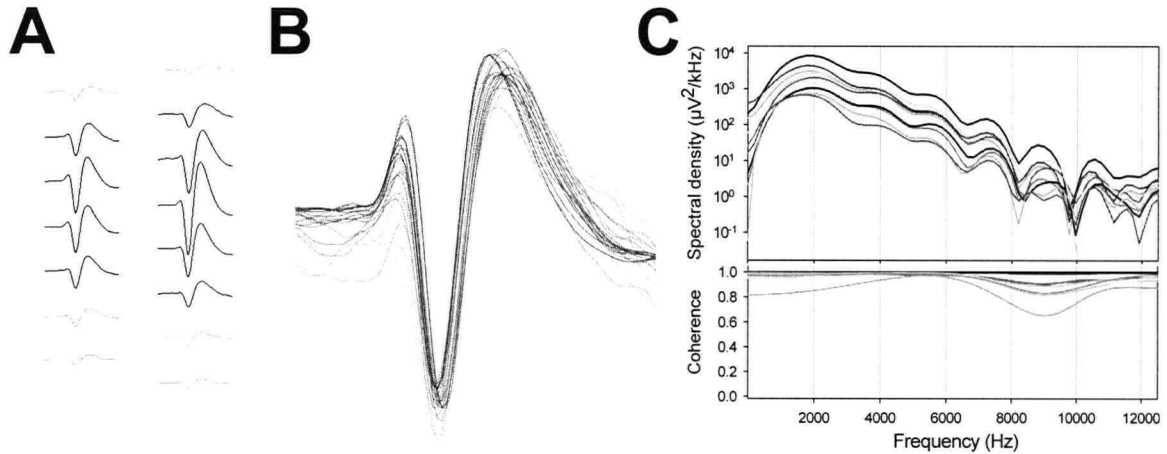 A
B
C
Spectral density (µV²/kHz)
10⁴
10³
10²
10¹
10⁰
10⁻¹
Coherence
1.0
0.8
0.6
0.4
0.2
0.0
2000 4000 6000 8000 10000 12000
Frequency (Hz)